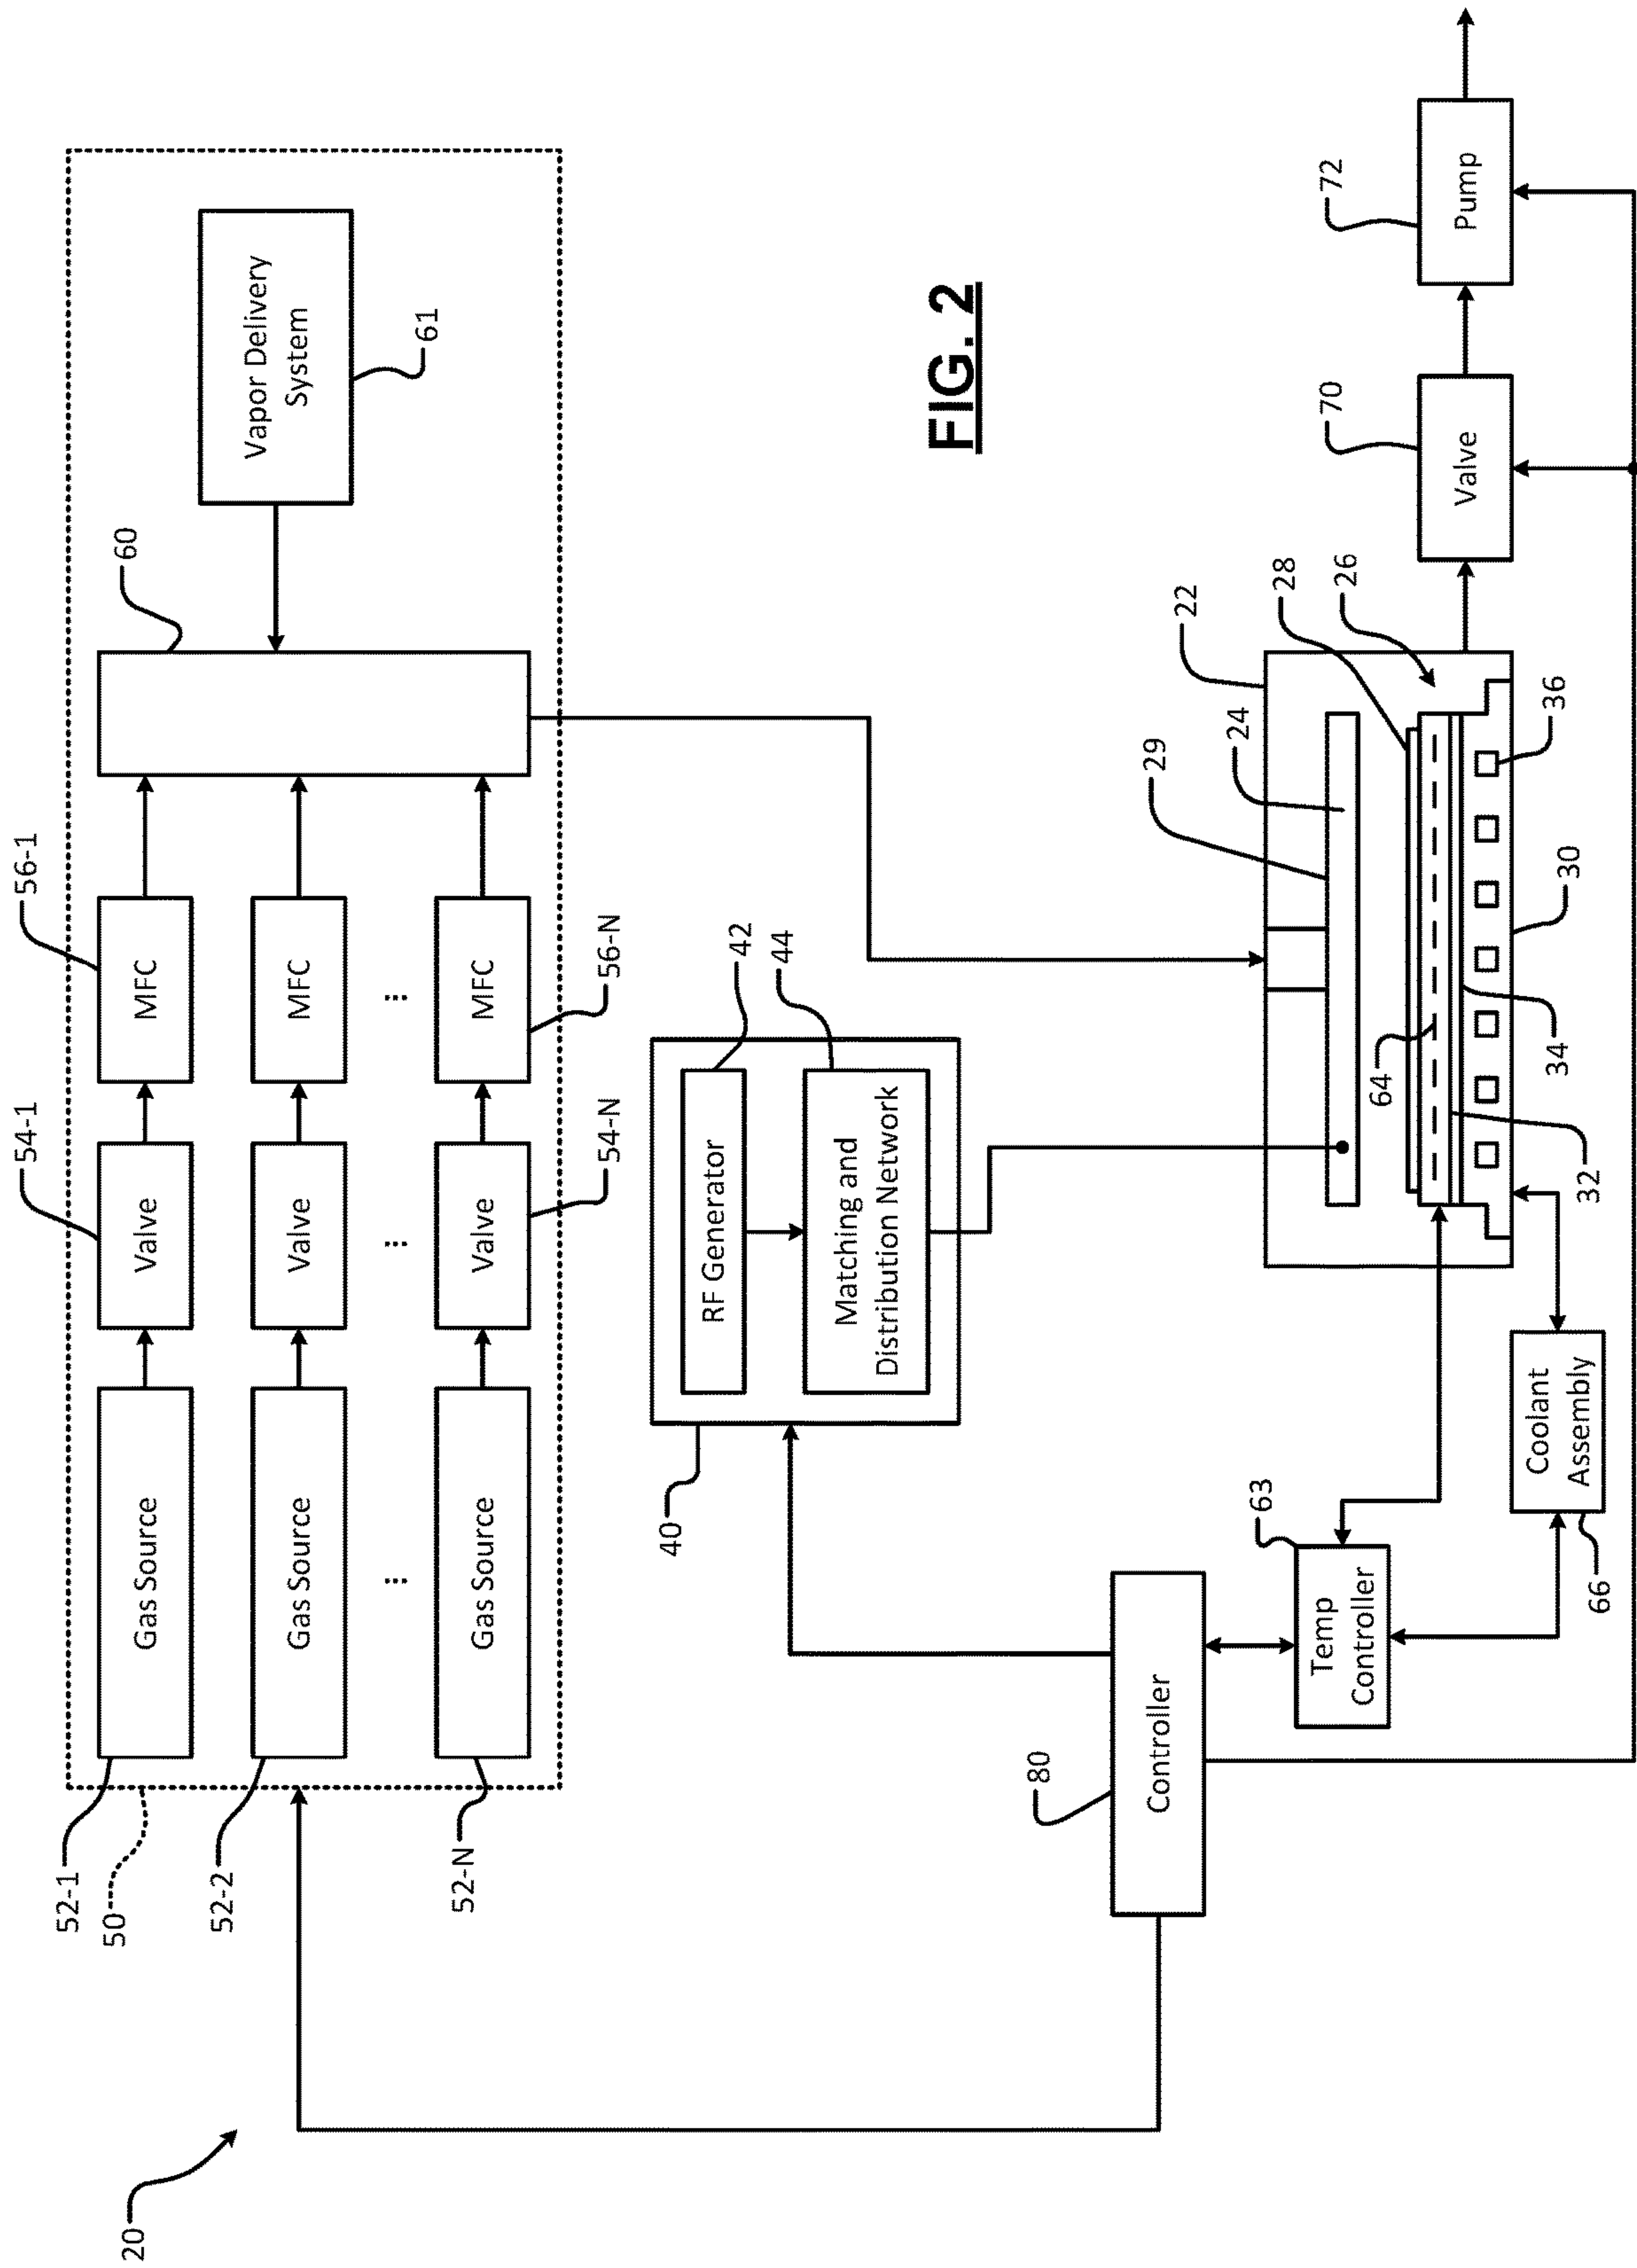 20
52-1
50
52-2
52-N
Gas Source
Gas Source
...
Gas Source
54-1
Valve
Valve
...
Valve
54-N
56-1
MFC
MFC
...
MFC
56-N
60
Vapor Delivery
System
61
40
RF Generator
42
Matching and
Distribution Network
44
FIG. 2
80
Controller
63
Temp
Controller
66
Coolant
Assembly
22
29
24
28
26
64
32
34
30
36
70
Valve
72
Pump